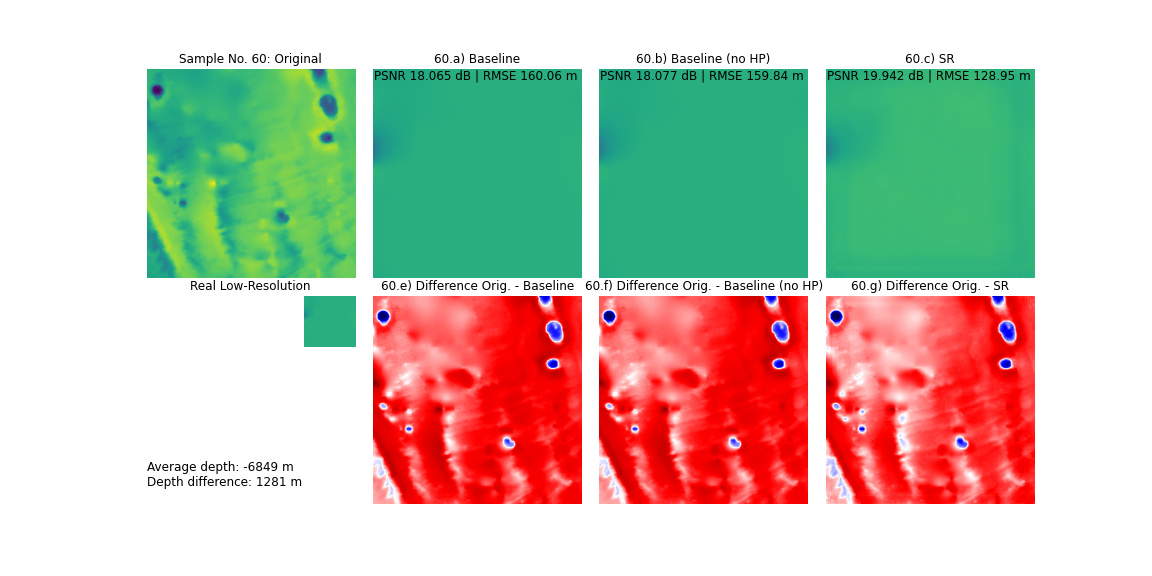 Sample No. 60: Original
60.a) Baseline
60.b) Baseline (no HP)
60.c) SR
PSNR 18.065 dB | RMSE 160.06 m
PSNR 18.077 dB | RMSE 159.84 m
PSNR 19.942 dB | RMSE 128.95 m
Real Low-Resolution
60.e) Difference Orig. - Baseline
60.f) Difference Orig. - Baseline (no HP)
60.g) Difference Orig. - SR
Average depth: -6849 m
Depth difference: 1281 m